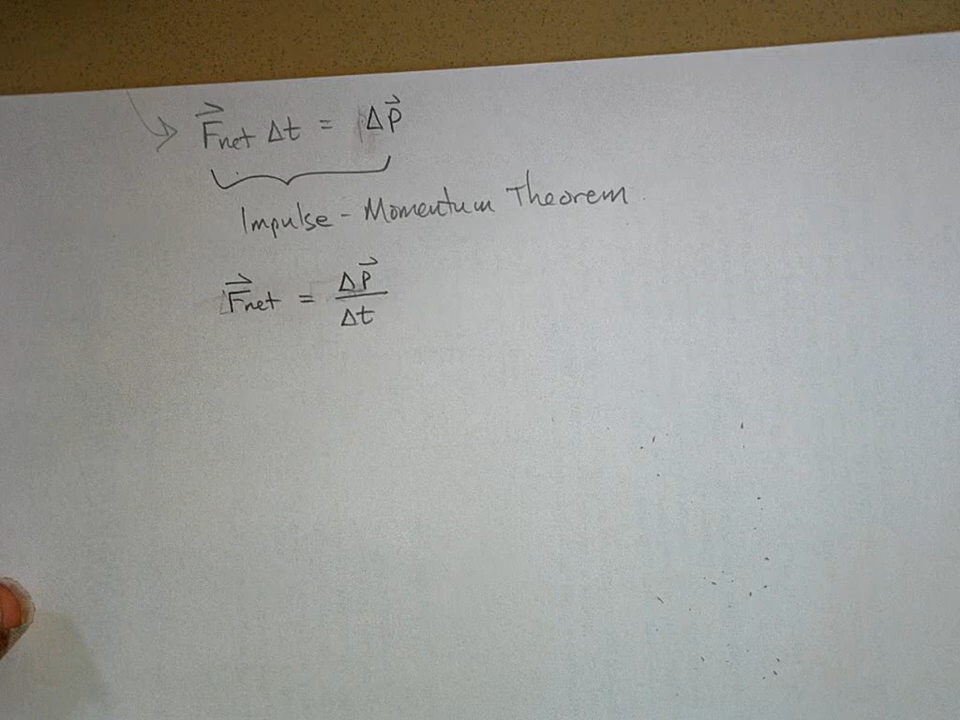 → F⃗net Δt = ΔP⃗
Impulse - Momentum Theorem
F⃗net = ΔP⃗ / Δt